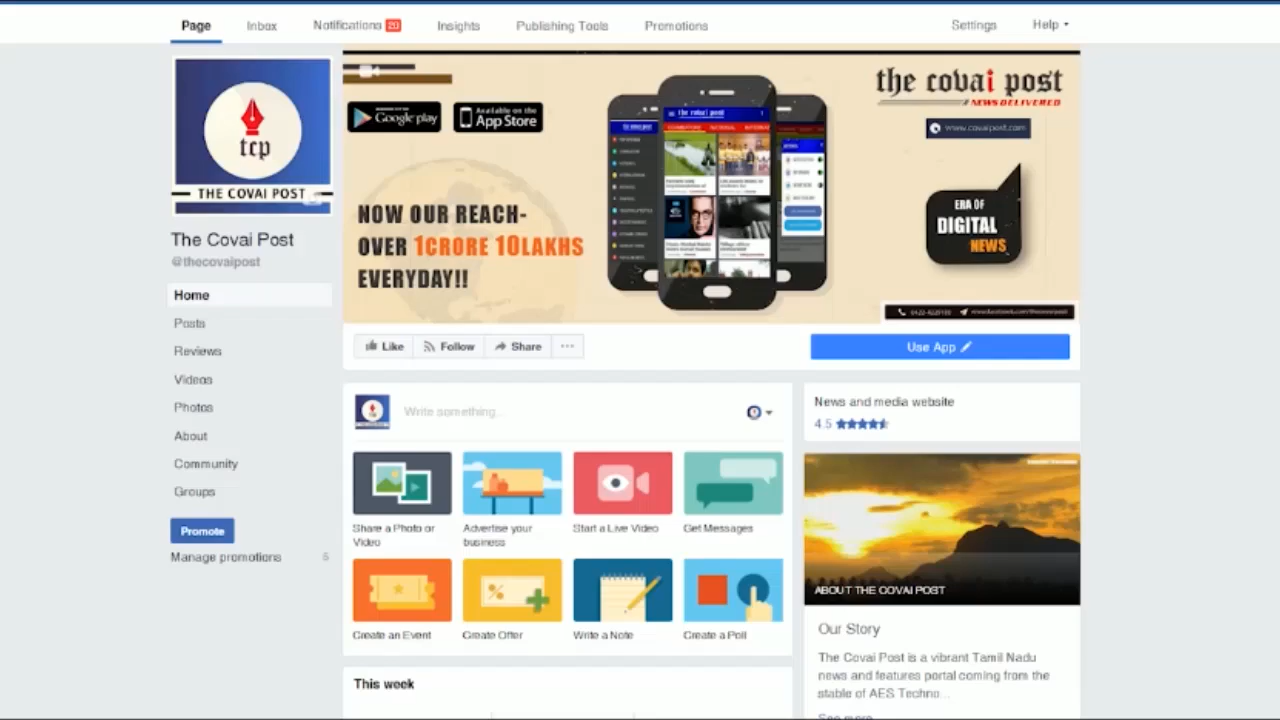 Page
Inbox
Notifications 20
Insights
Publishing Tools
Promotions
Settings
Help
tcp
THE COVAI POST
The Covai Post
@thecovaipost
Home
Posts
Reviews
Videos
Photos
About
Community
Groups
Promote
Manage promotions 5
Google play
Available on the
App Store
NOW OUR REACH-
OVER 1CRORE 10LAKHS
EVERYDAY!!
the covai post
the covai post
NEWS DELIVERED
www.covaipost.com
ERA OF
DIGITAL
NEWS
Like
Follow
Share
Use App
Write something...
Share a Photo or
Video
Advertise your
business
Start a Live Video
Get Messages
Create an Event
Create Offer
Write a Note
Create a Poll
This week
News and media website
4.5
ABOUT THE COVAI POST
Our Story
The Covai Post is a vibrant Tamil Nadu
news and features portal coming from the
stable of AES Techno...
See more